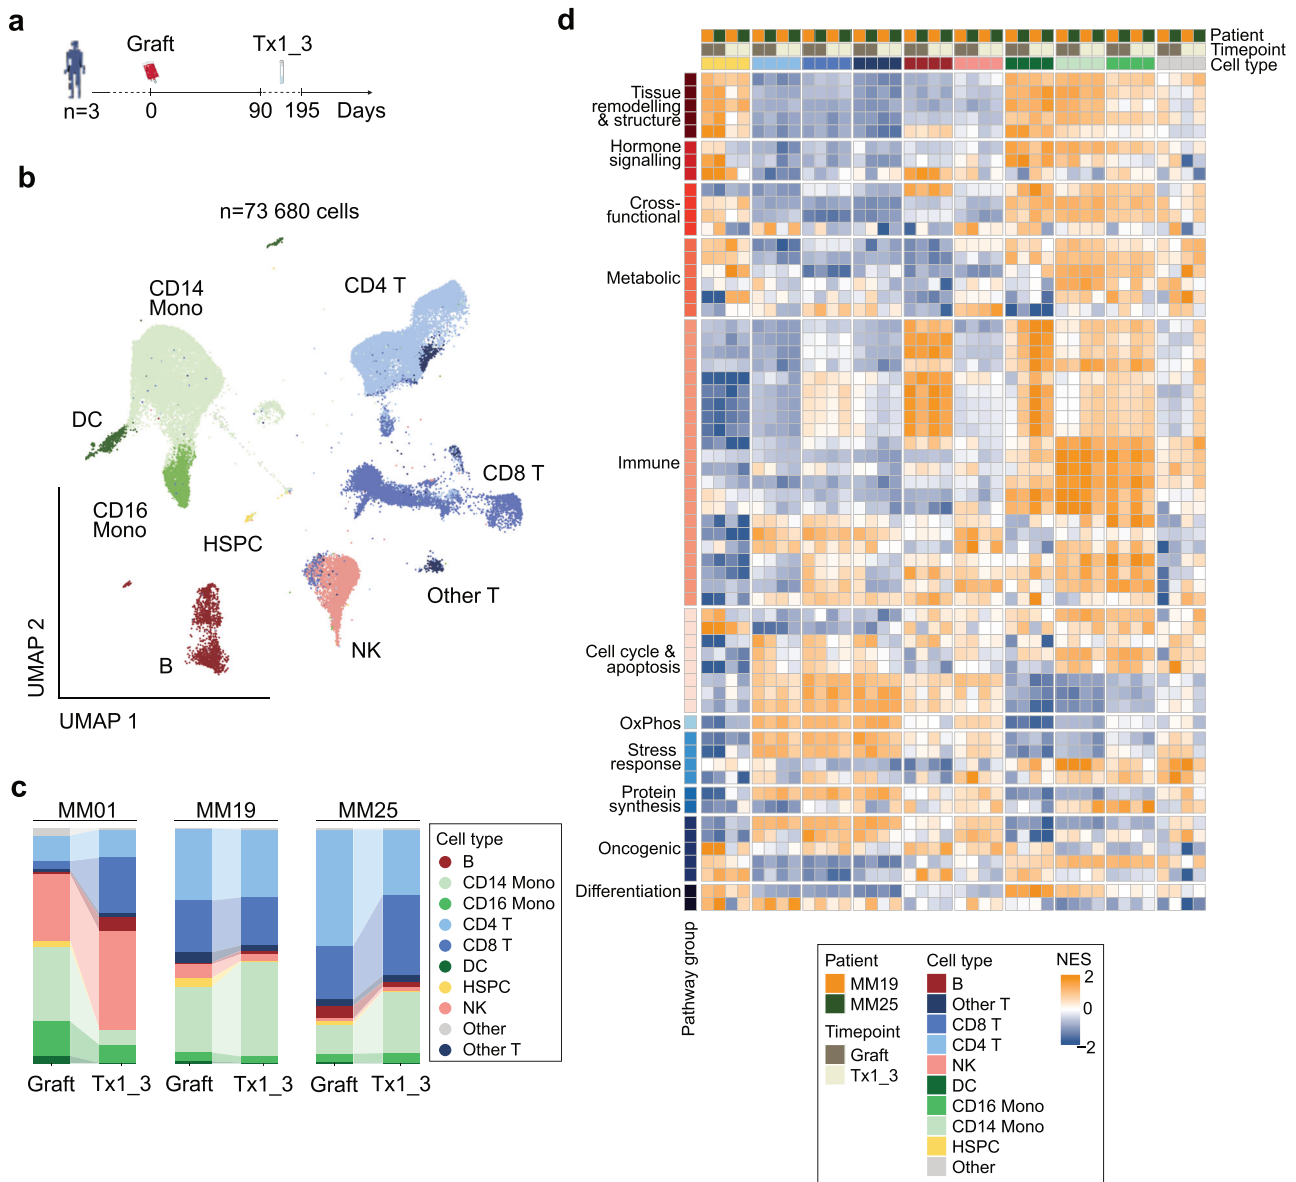 a
Graft
Tx1_3
n=3
0
90
195
Days
b
n=73 680 cells
CD14
Mono
CD4 T
DC
CD16
Mono
HSPC
CD8 T
Other T
B
NK
UMAP 2
UMAP 1
c
MM01
MM19
MM25
Graft
Tx1_3
Graft
Tx1_3
Graft
Tx1_3
Cell type
B
CD14 Mono
CD16 Mono
CD4 T
CD8 T
DC
HSPC
NK
Other
Other T
d
Patient
Timepoint
Cell type
Tissue
remodelling
& structure
Hormone
signalling
Cross-
functional
Metabolic
Immune
Cell cycle &
apoptosis
OxPhos
Stress
response
Protein
synthesis
Oncogenic
Differentiation
Pathway group
Patient
MM19
MM25
Timepoint
Graft
Tx1_3
Cell type
B
Other T
CD8 T
CD4 T
NK
DC
CD16 Mono
CD14 Mono
HSPC
Other
NES
2
0
−2